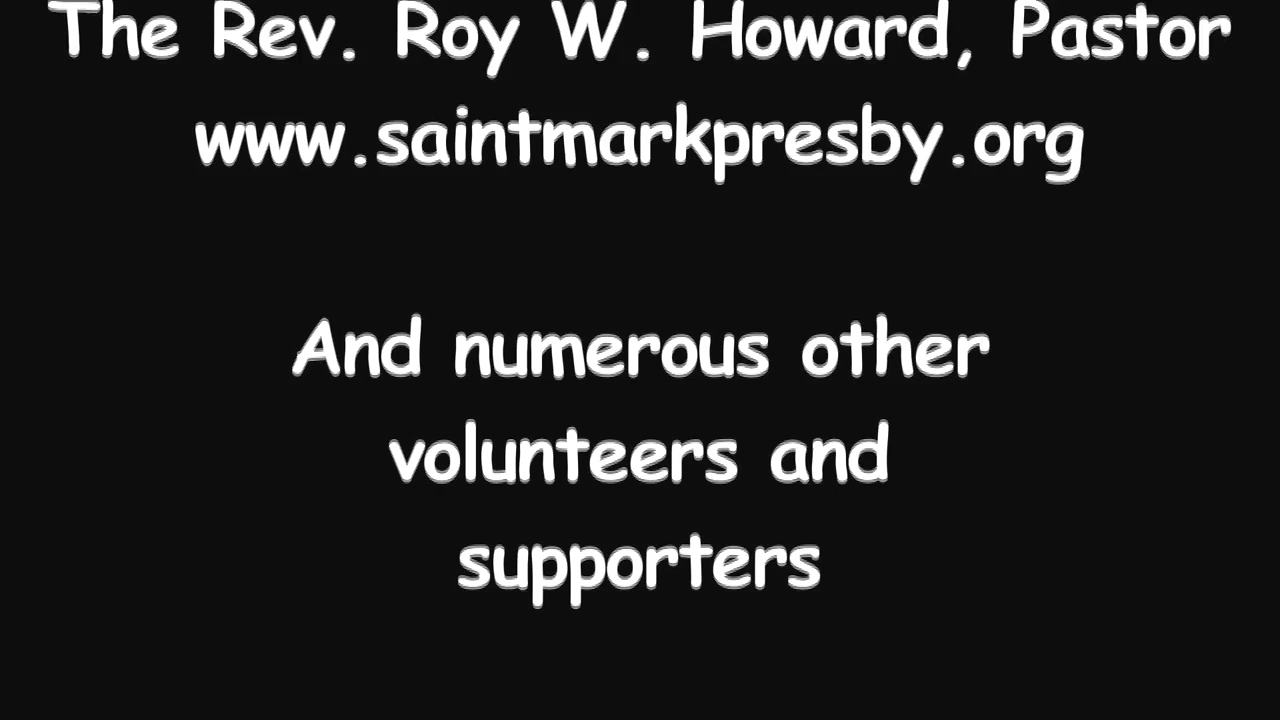 The Rev. Roy W. Howard, Pastor
www.saintmarkpresby.org
And numerous other
volunteers and
supporters